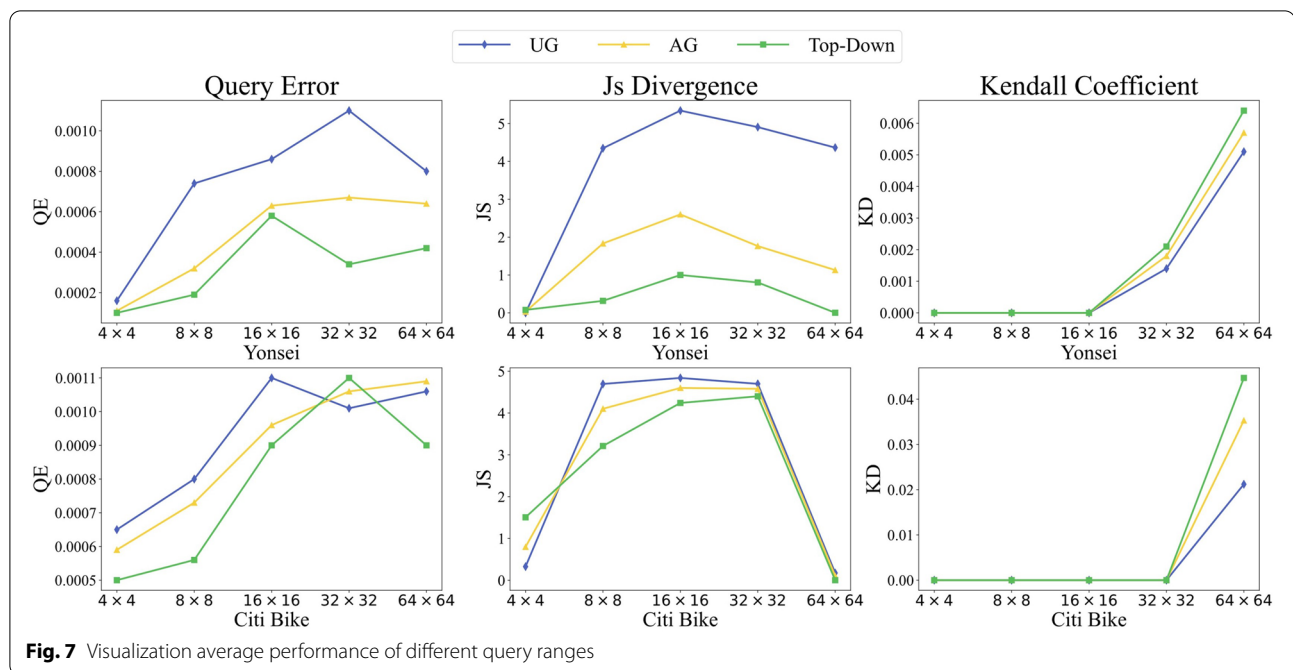 UG AG Top-Down
Query Error
QE
0.0010
0.0008
0.0006
0.0004
0.0002
4 × 4 8 × 8 16 × 16 32 × 32 64 × 64
Yonsei
Js Divergence
JS
5
4
3
2
1
0
4 × 4 8 × 8 16 × 16 32 × 32 64 × 64
Yonsei
Kendall Coefficient
KD
0.006
0.005
0.004
0.003
0.002
0.001
0.000
4 × 4 8 × 8 16 × 16 32 × 32 64 × 64
Yonsei
QE
0.0011
0.0010
0.0009
0.0008
0.0007
0.0006
0.0005
4 × 4 8 × 8 16 × 16 32 × 32 64 × 64
Citi Bike
JS
5
4
3
2
1
0
4 × 4 8 × 8 16 × 16 32 × 32 64 × 64
Citi Bike
KD
0.04
0.03
0.02
0.01
0.00
4 × 4 8 × 8 16 × 16 32 × 32 64 × 64
Citi Bike
Fig. 7 Visualization average performance of different query ranges